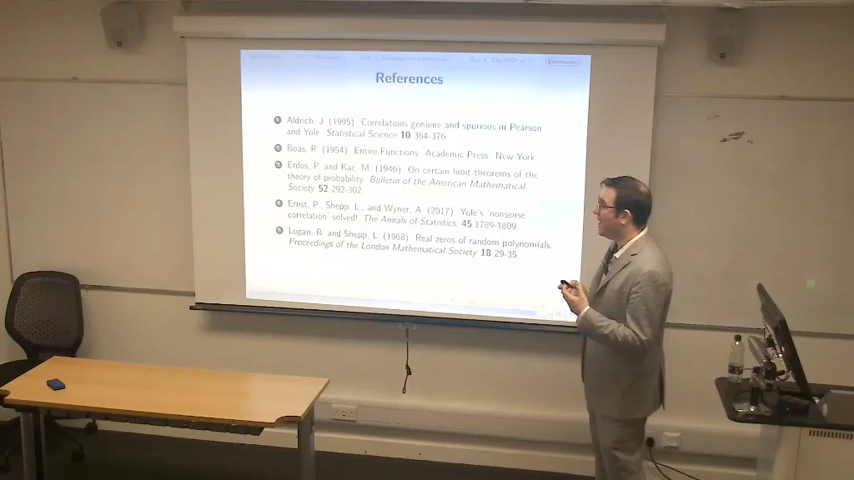 References
Aldrich, J. (1995) Correlations genuine and spurious in Pearson
and Yule. Statistical Science 10 364-376
Boas, R. (1954) Entire Functions. Academic Press. New York
Erdos, P. and Kac, M. (1946) On certain limit theorems of the
theory of probability. Bulletin of the American Mathematical
Society 52 292-302
Ernst, P., Shepp, L., and Wyner, A. (2017) Yule's 'nonsense
correlation' solved! The Annals of Statistics. 45 1789-1809
Logan, B. and Shepp, L. (1968) Real zeros of random polynomials.
Proceedings of the London Mathematical Society 18 29-35.